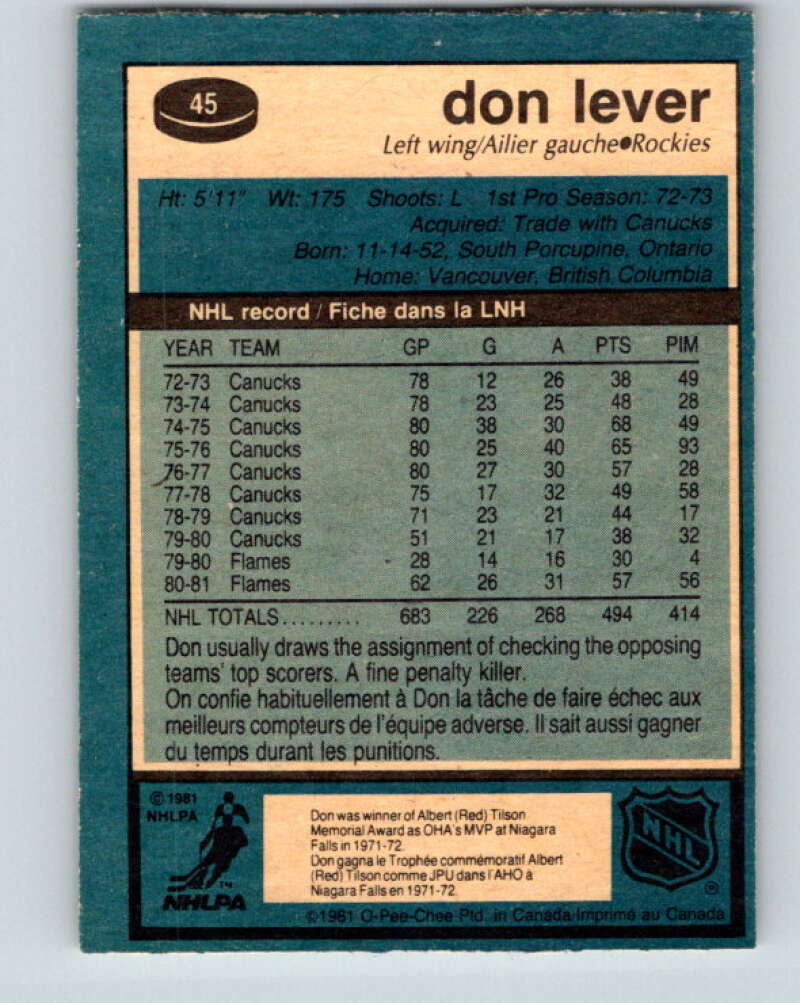 45
don lever
Left wing/Ailier gauche●Rockies
Ht: 5'11" Wt: 175 Shoots: L 1st Pro Season: 72-73
Acquired: Trade with Canucks
Born: 11-14-52, South Porcupine, Ontario
Home: Vancouver, British Columbia
NHL record / Fiche dans la LNH
YEAR TEAM GP G A PTS PIM
72-73 Canucks 78 12 26 38 49
73-74 Canucks 78 23 25 48 28
74-75 Canucks 80 38 30 68 49
75-76 Canucks 80 25 40 65 93
76-77 Canucks 80 27 30 57 28
77-78 Canucks 75 17 32 49 58
78-79 Canucks 71 23 21 44 17
79-80 Canucks 51 21 17 38 32
79-80 Flames 28 14 16 30 4
80-81 Flames 62 26 31 57 56
NHL TOTALS......... 683 226 268 494 414
Don usually draws the assignment of checking the opposing
teams' top scorers. A fine penalty killer.
On confie habituellement à Don la tâche de faire échec aux
meilleurs compteurs de l'équipe adverse. Il sait aussi gagner
du temps durant les punitions.
© 1981
NHLPA
TM
NHLPA
Don was winner of Albert (Red) Tilson
Memorial Award as OHA's MVP at Niagara
Falls in 1971-72.
Don gagna le Trophée commémoratif Albert
(Red) Tilson comme JPU dans l'AHO à
Niagara Falls en 1971-72.
NHL
®
©1981 O-Pee-Chee Ptd. in Canada-Imprimé au Canada